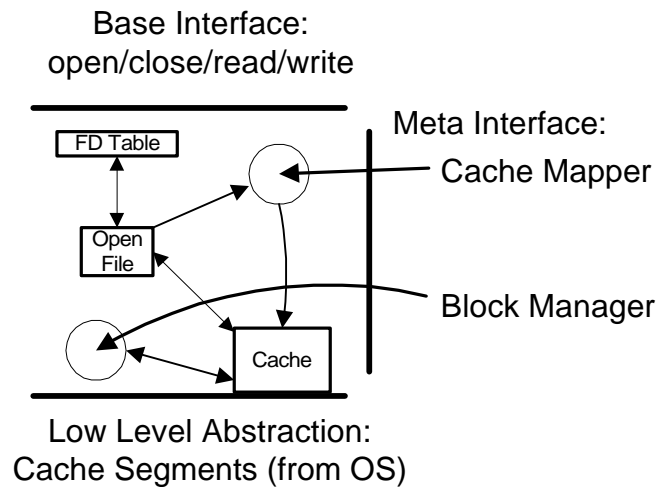 Base Interface:
open/close/read/write
FD Table
Meta Interface:
Cache Mapper
Open
File
Block Manager
Cache
Low Level Abstraction:
Cache Segments (from OS)